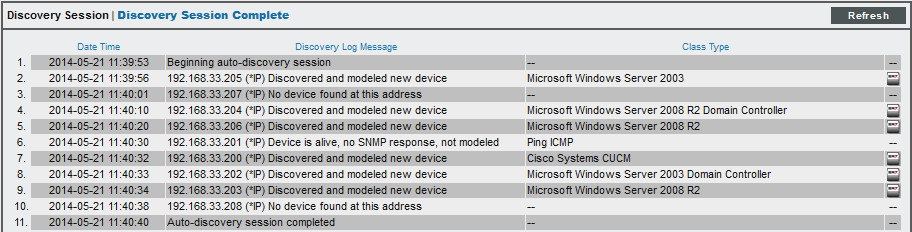 Discovery Session | Discovery Session Complete Refresh
Date Time Discovery Log Message Class Type
1. 2014-05-21 11:39:53 Beginning auto-discovery session -- --
2. 2014-05-21 11:39:56 192.168.33.205 (*IP) Discovered and modeled new device Microsoft Windows Server 2003
3. 2014-05-21 11:40:01 192.168.33.207 (*IP) No device found at this address -- --
4. 2014-05-21 11:40:10 192.168.33.204 (*IP) Discovered and modeled new device Microsoft Windows Server 2008 R2 Domain Controller
5. 2014-05-21 11:40:20 192.168.33.206 (*IP) Discovered and modeled new device Microsoft Windows Server 2008 R2
6. 2014-05-21 11:40:30 192.168.33.201 (*IP) Device is alive, no SNMP response, not modeled Ping ICMP --
7. 2014-05-21 11:40:32 192.168.33.200 (*IP) Discovered and modeled new device Cisco Systems CUCM
8. 2014-05-21 11:40:33 192.168.33.202 (*IP) Discovered and modeled new device Microsoft Windows Server 2003 Domain Controller
9. 2014-05-21 11:40:34 192.168.33.203 (*IP) Discovered and modeled new device Microsoft Windows Server 2008 R2
10. 2014-05-21 11:40:38 192.168.33.208 (*IP) No device found at this address -- --
11. 2014-05-21 11:40:40 Auto-discovery session completed -- --